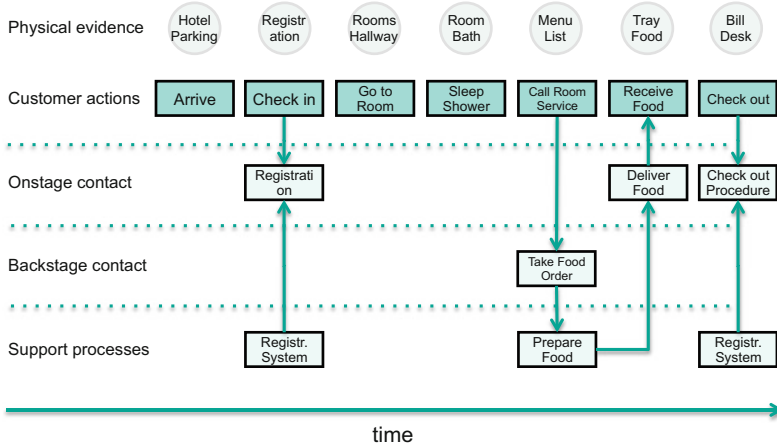 Physical evidence
Hotel
Parking
Registr
ation
Rooms
Hallway
Room
Bath
Menu
List
Tray
Food
Bill
Desk
Customer actions
Arrive
Check in
Go to
Room
Sleep
Shower
Call Room
Service
Receive
Food
Check out
Onstage contact
Registrati
on
Deliver
Food
Check out
Procedure
Backstage contact
Take Food
Order
Support processes
Registr.
System
Prepare
Food
Registr.
System
time